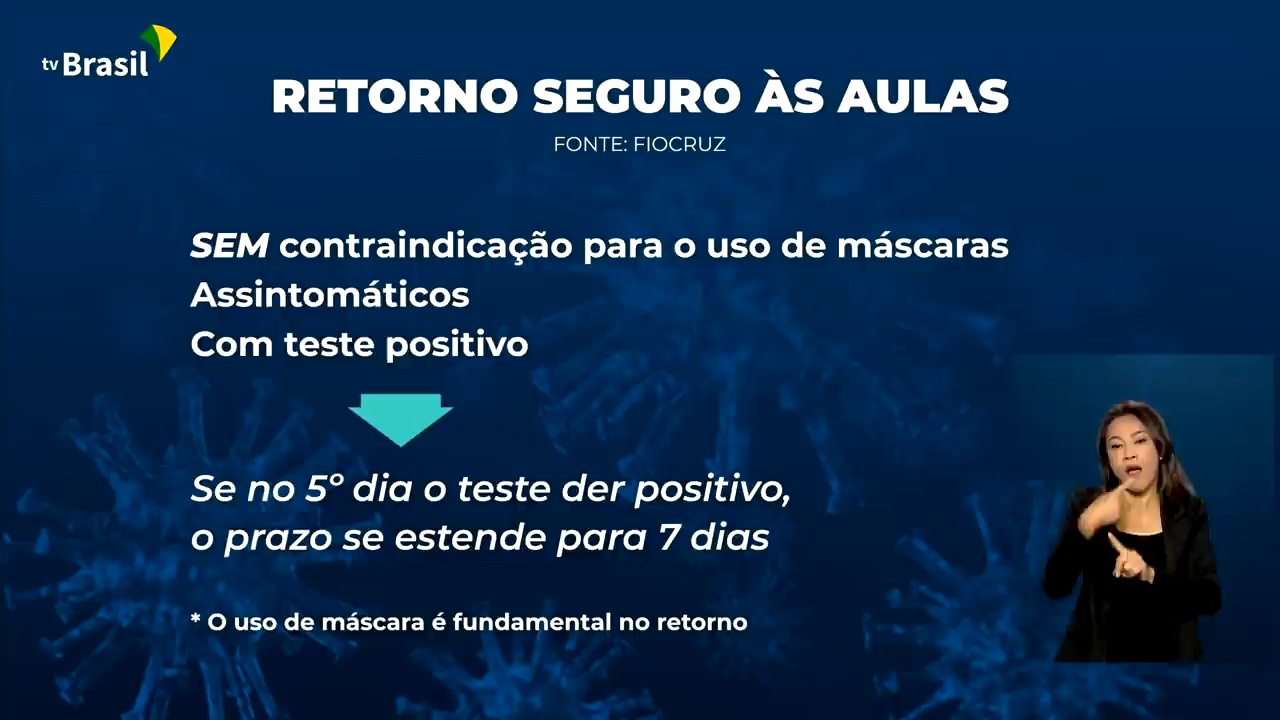 tv Brasil
RETORNO SEGURO ÀS AULAS
FONTE: FIOCRUZ
SEM contraindicação para o uso de máscaras
Assintomáticos
Com teste positivo
Se no 5º dia o teste der positivo,
o prazo se estende para 7 dias
* O uso de máscara é fundamental no retorno